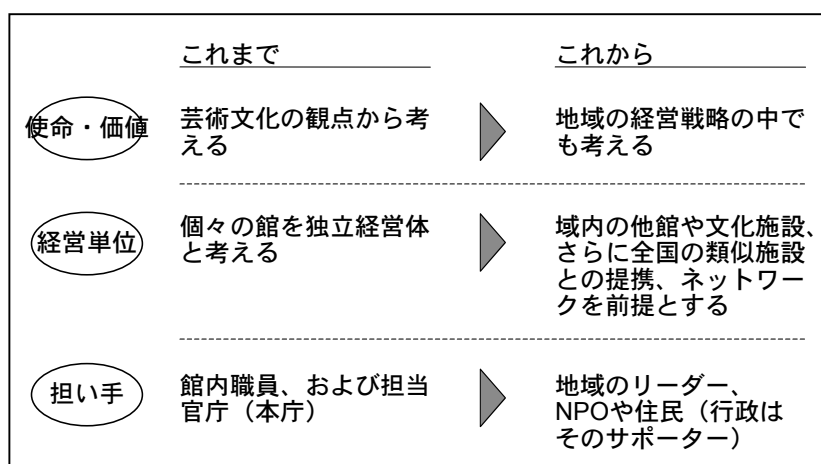 これまで
これから
使命・価値
芸術文化の観点から考
える
地域の経営戦略の中で
も考える
経営単位
個々の館を独立経営体
と考える
域内の他館や文化施設、
さらに全国の類似施設
との提携、ネットワー
クを前提とする
担い手
館内職員、および担当
官庁（本庁）
地域のリーダー、
NPOや住民（行政は
そのサポーター）